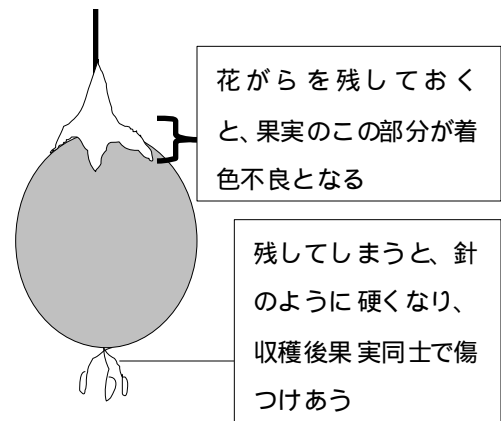 花がらを残しておく
と、果実のこの部分が着
色不良となる
残してしまうと、針
のように硬くなり、
収穫後果実同士で傷
つけあう